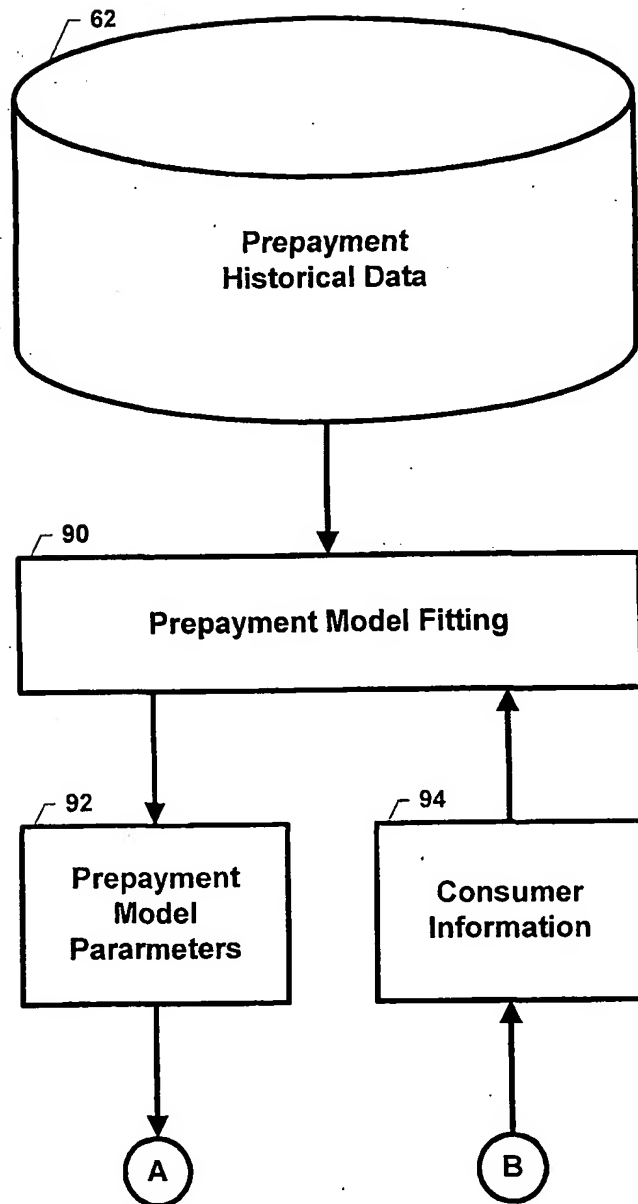 62
Prepayment
Historical Data
90
Prepayment Model Fitting
92
Prepayment
Model
Pararmeters
94
Consumer
Information
A
B